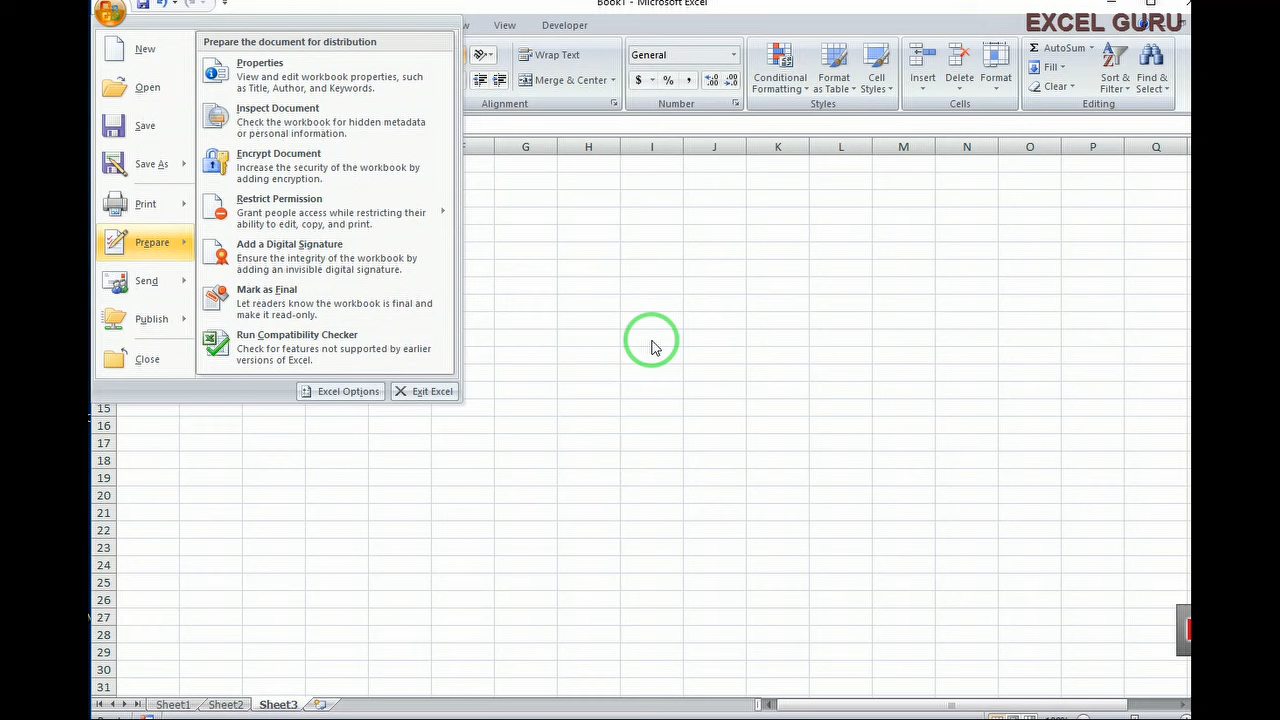 Book1 - Microsoft Excel
EXCEL GURU
View Developer
New
Open
Save
Save As
Print
Prepare
Send
Publish
Close
Prepare the document for distribution
Properties
View and edit workbook properties, such
as Title, Author, and Keywords.
Inspect Document
Check the workbook for hidden metadata
or personal information.
Encrypt Document
Increase the security of the workbook by
adding encryption.
Restrict Permission
Grant people access while restricting their
ability to edit, copy, and print.
Add a Digital Signature
Ensure the integrity of the workbook by
adding an invisible digital signature.
Mark as Final
Let readers know the workbook is final and
make it read-only.
Run Compatibility Checker
Check for features not supported by earlier
versions of Excel.
Excel Options Exit Excel
Wrap Text
Merge & Center
Alignment
General
$ % ,
Number
Conditional
Formatting
Format
as Table
Cell
Styles
Styles
Insert
Delete
Format
Cells
Σ AutoSum
Fill
Clear
Sort &
Filter
Find &
Select
Editing
G H I J K L M N O P Q
15
16
17
18
19
20
21
22
23
24
25
26
27
28
29
30
31
Sheet1 Sheet2 Sheet3